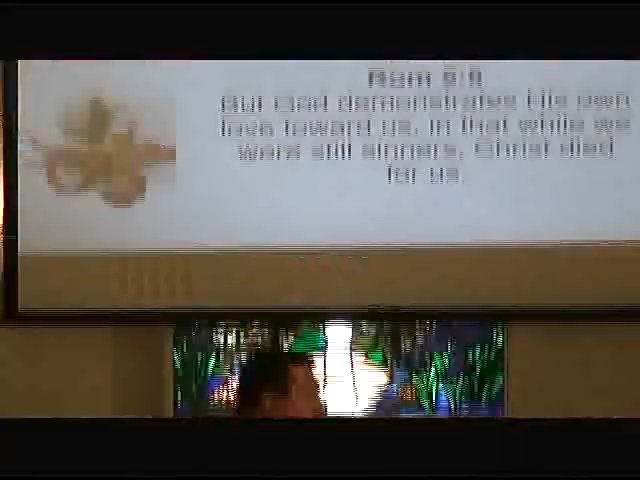 Rom 5:8
But God demonstrates His own
love toward us, in that while we
were still sinners, Christ died
for us.